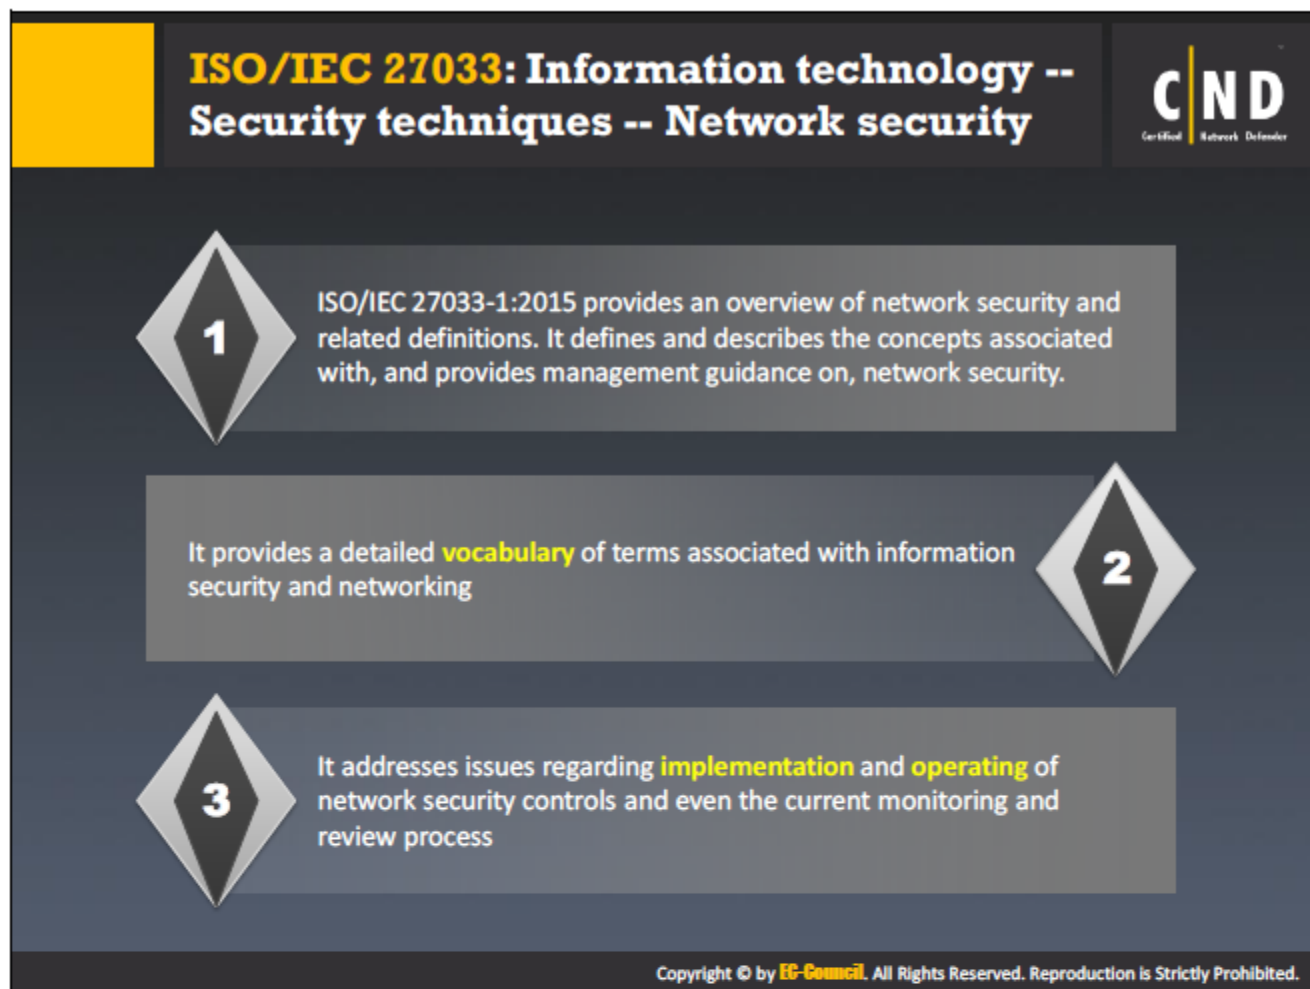 ISO/IEC 27033: Information technology --
Security techniques -- Network security
C|ND
Certified Network Defender
1
ISO/IEC 27033-1:2015 provides an overview of network security and
related definitions. It defines and describes the concepts associated
with, and provides management guidance on, network security.
It provides a detailed vocabulary of terms associated with information
security and networking
2
3
It addresses issues regarding implementation and operating of
network security controls and even the current monitoring and
review process
Copyright © by EC-Council. All Rights Reserved. Reproduction is Strictly Prohibited.